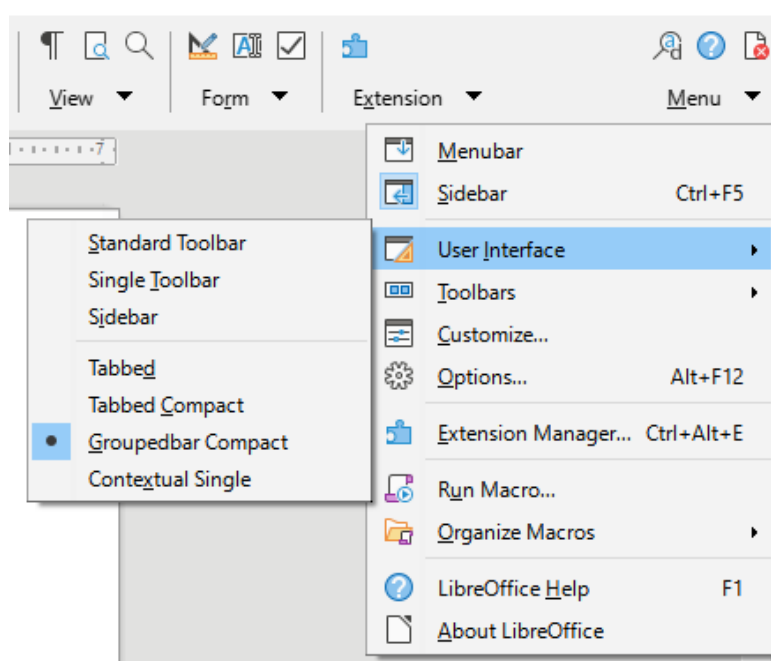 View Form Extension Menu
7
Menubar
Sidebar Ctrl+F5
User Interface
Toolbars
Customize...
Options... Alt+F12
Extension Manager... Ctrl+Alt+E
Run Macro...
Organize Macros
LibreOffice Help F1
About LibreOffice
Standard Toolbar
Single Toolbar
Sidebar
Tabbed
Tabbed Compact
Groupedbar Compact
Contextual Single